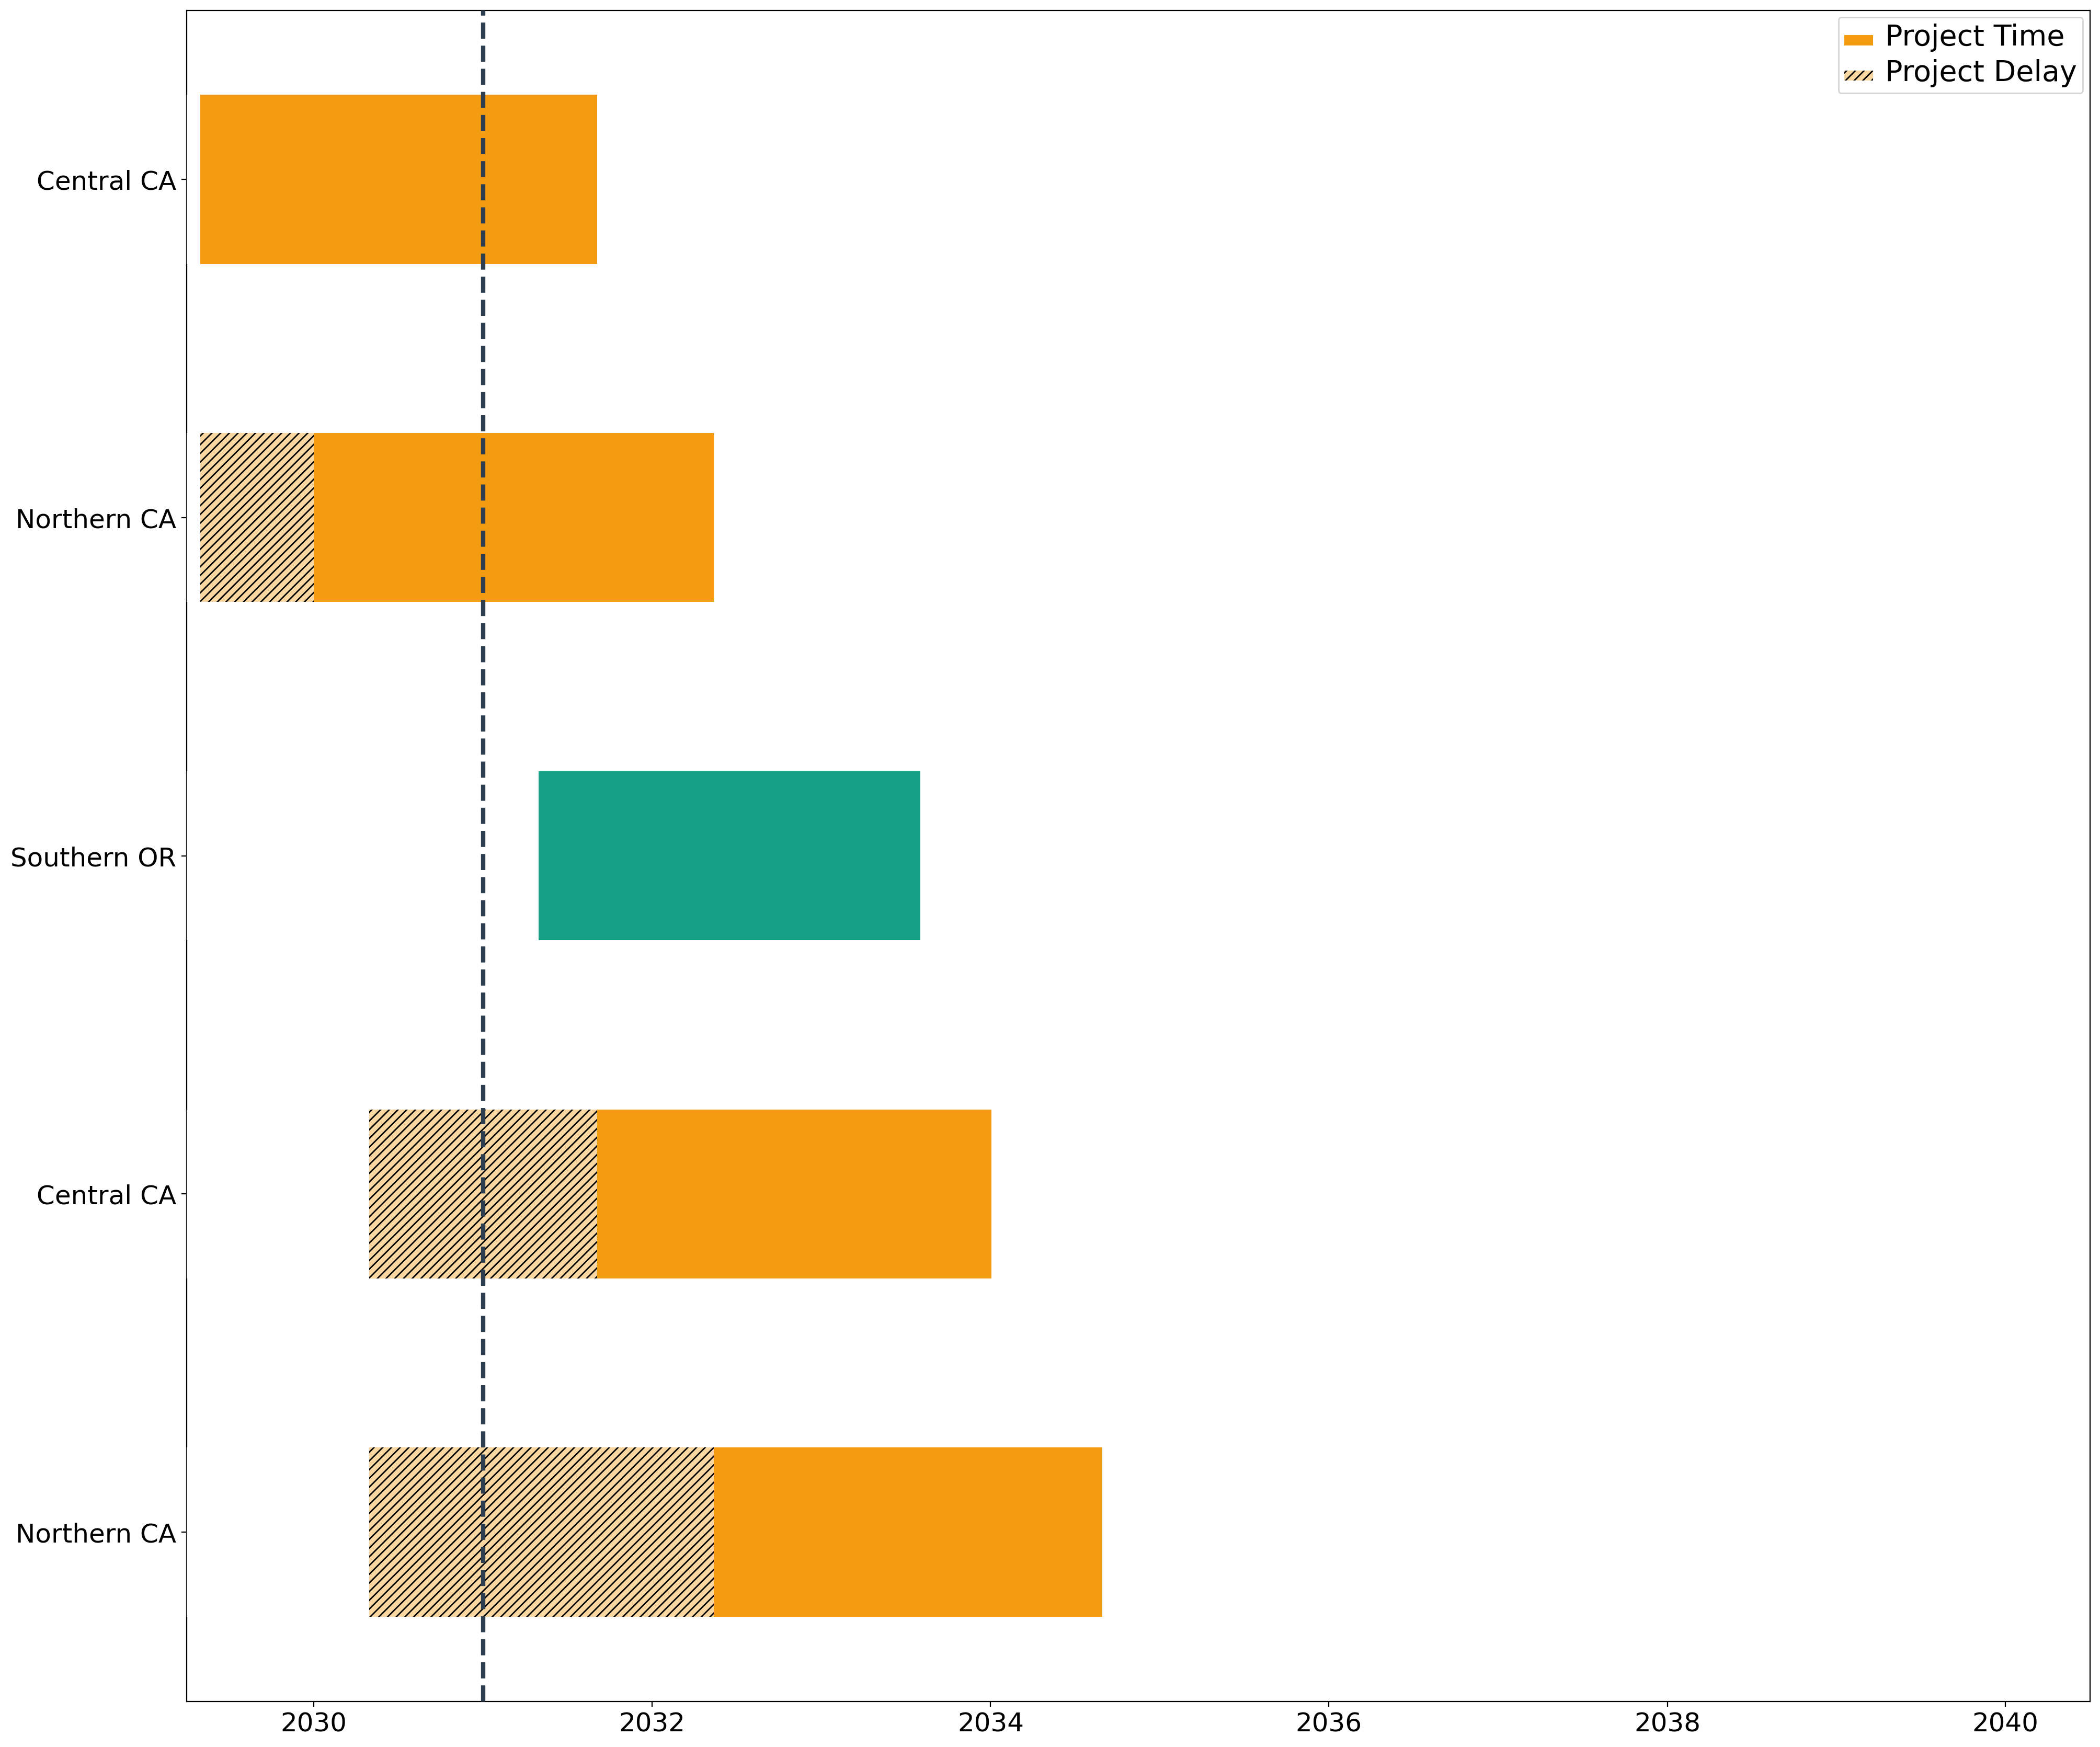 Project Time
Project Delay
Central CA
Northern CA
Southern OR
Central CA
Northern CA
2030 2032 2034 2036 2038 2040